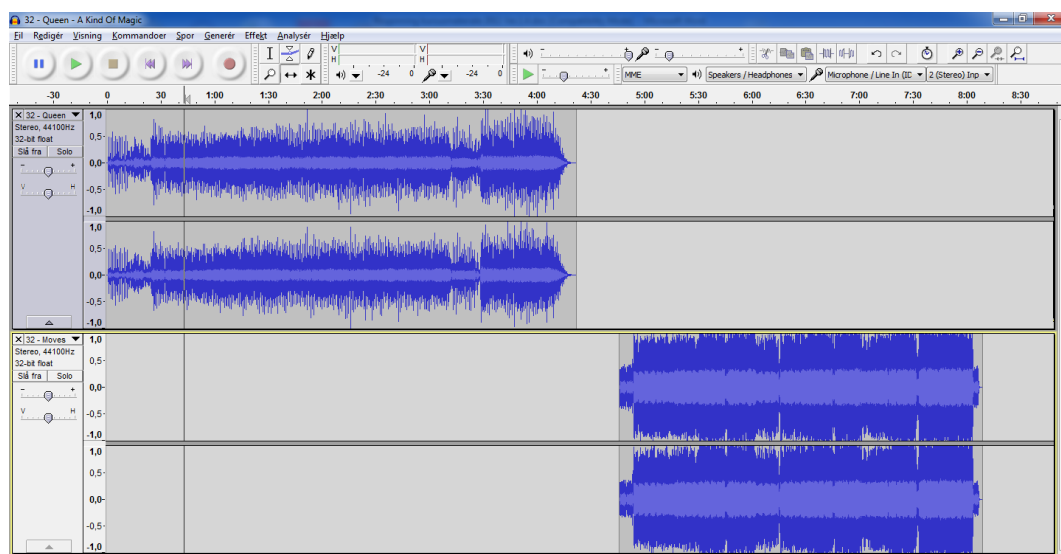 32 - Queen - A Kind Of Magic
Fil Redigér Visning Kommandoer Spor Generér Effekt Analysér Hjælp
V V
H H
-24 0 -24 0
MME Speakers / Headphones Microphone / Line In (IC 2 (Stereo) Inp
-30 0 30 1:00 1:30 2:00 2:30 3:00 3:30 4:00 4:30 5:00 5:30 6:00 6:30 7:00 7:30 8:00 8:30
32 - Queen 1,0
Stereo, 44100Hz
32-bit float 0,5-
Slå fra Solo
- + 0,0-
V H -0,5-
-1,0
1,0
0,5-
0,0-
-0,5-
-1,0
32 - Moves 1,0
Stereo, 44100Hz
32-bit float 0,5-
Slå fra Solo
- + 0,0-
V H -0,5-
-1,0
1,0
0,5-
0,0-
-0,5-
-1,0